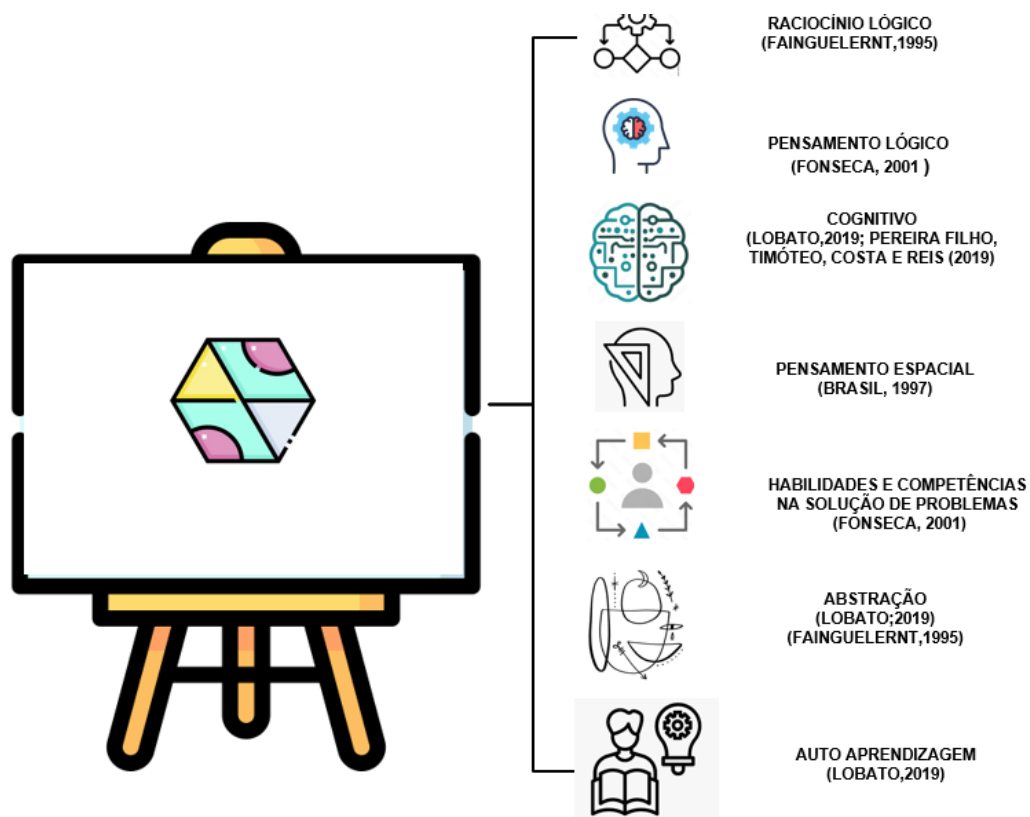 RACIOCÍNIO LÓGICO
(FAINGUELERNT,1995)
PENSAMENTO LÓGICO
(FONSECA, 2001 )
COGNITIVO
(LOBATO,2019; PEREIRA FILHO,
TIMÓTEO, COSTA E REIS (2019)
PENSAMENTO ESPACIAL
(BRASIL, 1997)
HABILIDADES E COMPETÊNCIAS
NA SOLUÇÃO DE PROBLEMAS
(FONSECA, 2001)
ABSTRAÇÃO
(LOBATO;2019)
(FAINGUELERNT,1995)
AUTO APRENDIZAGEM
(LOBATO,2019)